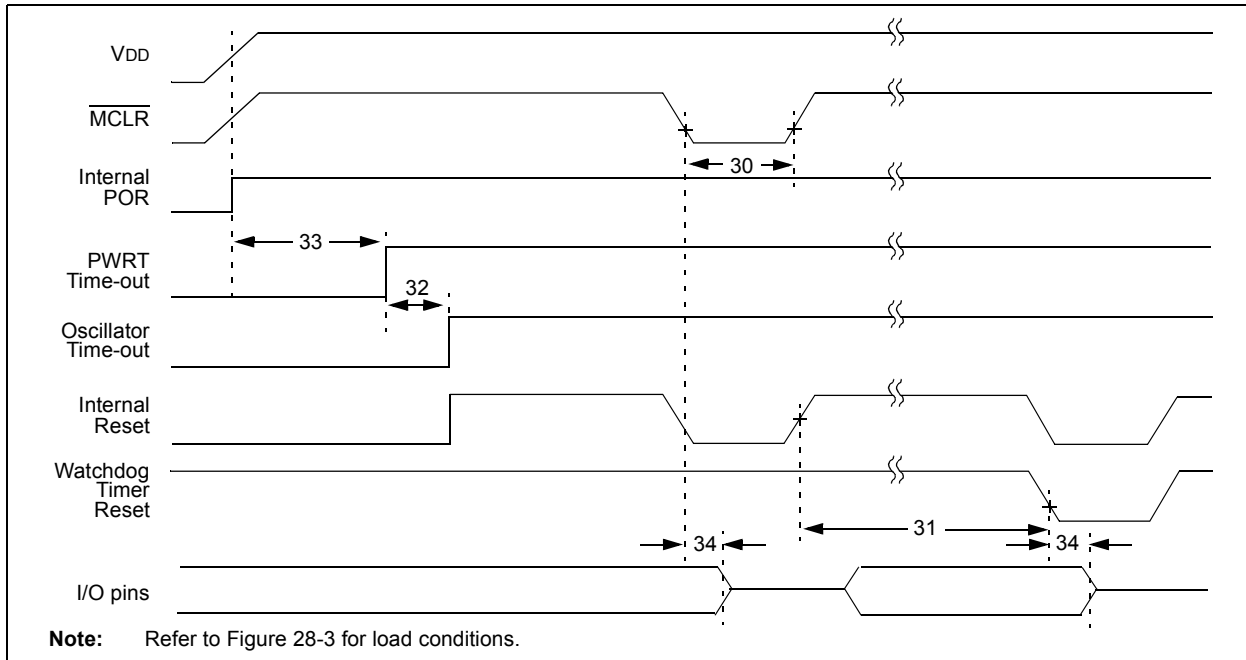 VDD
MCLR
30
Internal
POR
33
PWRT
Time-out
32
Oscillator
Time-out
Internal
Reset
Watchdog
Timer
Reset
31
34
34
I/O pins
Note: Refer to Figure 28-3 for load conditions.